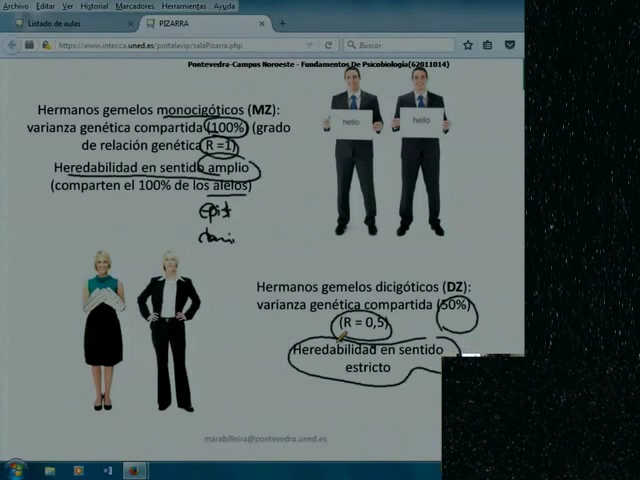 Archivo Editar Ver Historial Marcadores Herramientas Ayuda
Listado de aulas
PIZARRA
https://www.intecca.uned.es/portalavip/salaPizarra.php
Buscar
Pontevedra-Campus Noroeste - Fundamentos De Psicobiología(62011014)
Hermanos gemelos monocigóticos (MZ):
varianza genética compartida (100%) (grado
de relación genética R =1)
Heredabilidad en sentido amplio
(comparten el 100% de los alelos)
hello
hello
Hermanos gemelos dicigóticos (DZ):
varianza genética compartida (50%)
(R = 0,5)
Heredabilidad en sentido
estricto
marabilleira@pontevedra.uned.es